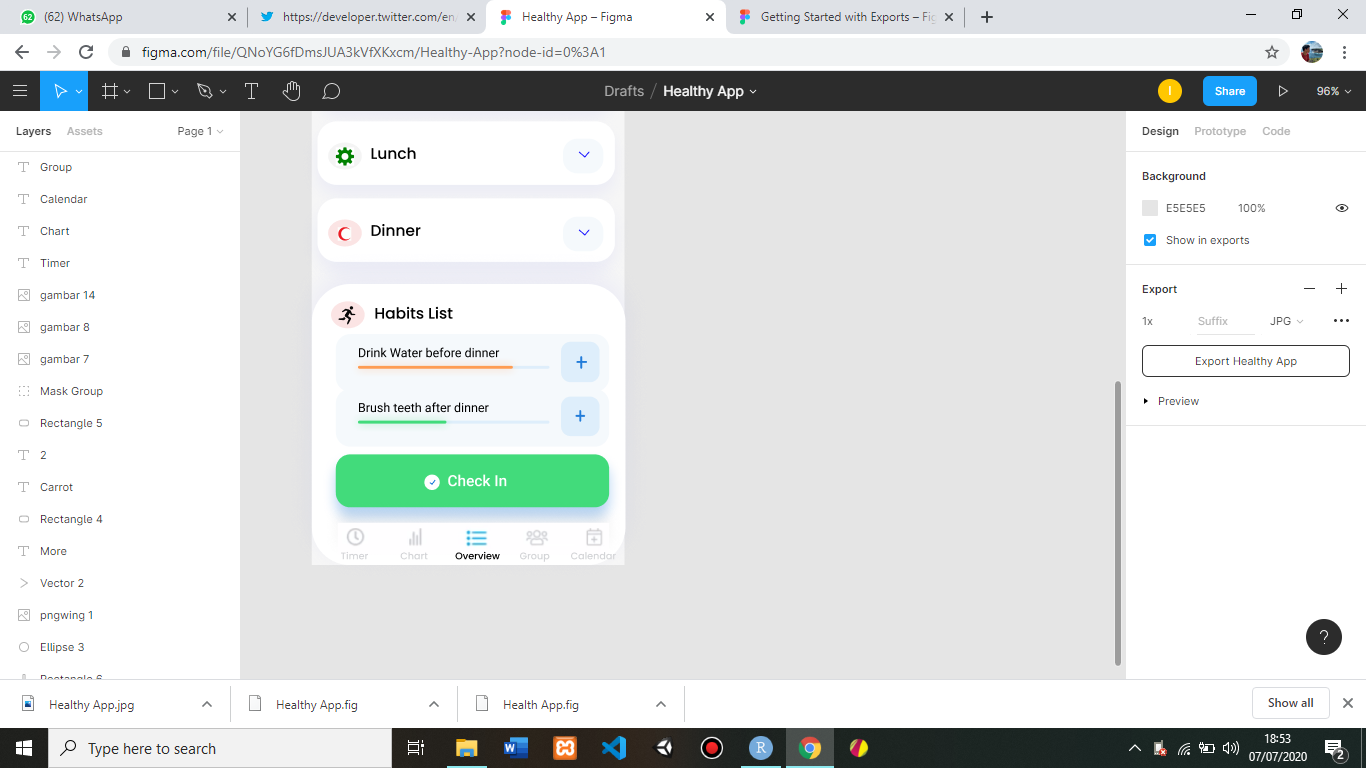 (62) WhatsApp
https://developer.twitter.com/en/
Healthy App – Figma
Getting Started with Exports – Fig
figma.com/file/QNoYG6fDmsJUA3kVfXKxcm/Healthy-App?node-id=0%3A1
Drafts / Healthy App
I
Share
96%
Layers
Assets
Page 1
Group
Calendar
Chart
Timer
gambar 14
gambar 8
gambar 7
Mask Group
Rectangle 5
2
Carrot
Rectangle 4
More
Vector 2
pngwing 1
Ellipse 3
Rectangle 6
Lunch
Dinner
Habits List
Drink Water before dinner
+
Brush teeth after dinner
+
Check In
Timer
Chart
Overview
Group
Calendar
Design
Prototype
Code
Background
E5E5E5
100%
Show in exports
Export
1x
Suffix
JPG
Export Healthy App
Preview
?
Healthy App.jpg
Healthy App.fig
Health App.fig
Show all
Type here to search
18:53
07/07/2020
2